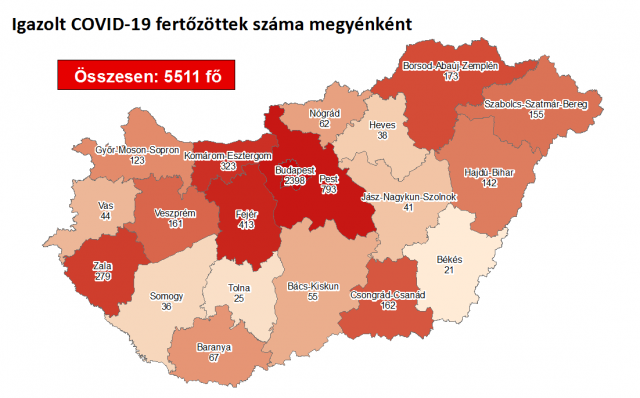 Igazolt COVID-19 fertőzöttek száma megyénként
Összesen: 5511 fő
Borsod-Abaúj-Zemplén
173
Szabolcs-Szatmár-Bereg
155
Nógrád
62
Heves
38
Győr-Moson-Sopron
123
Komárom-Esztergom
323
Budapest
2398
Pest
793
Hajdú-Bihar
142
Jász-Nagykun-Szolnok
41
Vas
44
Veszprém
161
Fejér
413
Békés
21
Zala
279
Somogy
36
Tolna
25
Bács-Kiskun
55
Csongrád-Csanád
162
Baranya
67